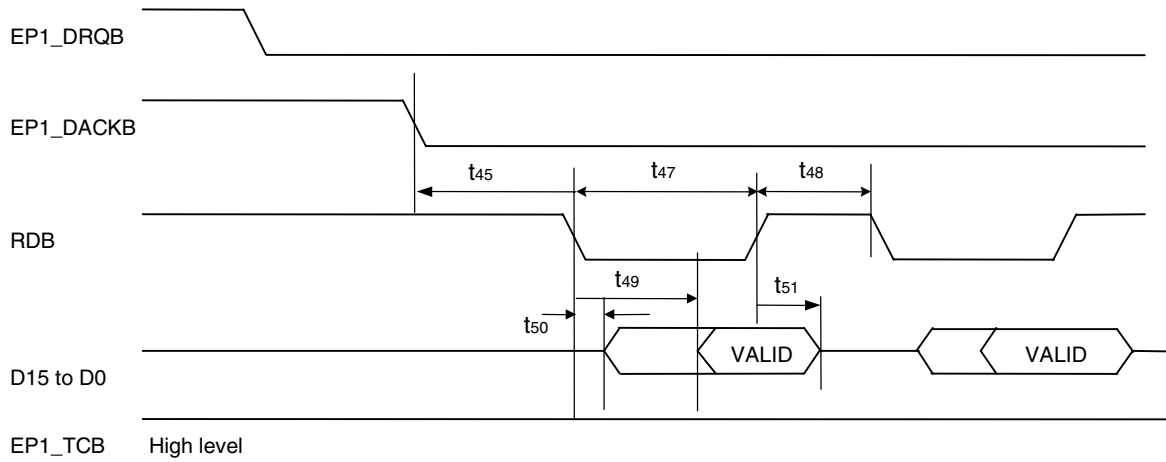 EP1_DRQB
EP1_DACKB
t45 t47 t48
RDB
t49 t51
t50
VALID VALID
D15 to D0
EP1_TCB High level